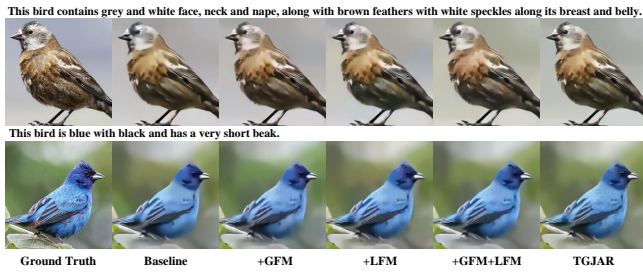 This bird contains grey and white face, neck and nape, along with brown feathers with white speckles along its breast and belly.
This bird is blue with black and has a very short beak.
Ground Truth Baseline +GFM +LFM +GFM+LFM TGJAR